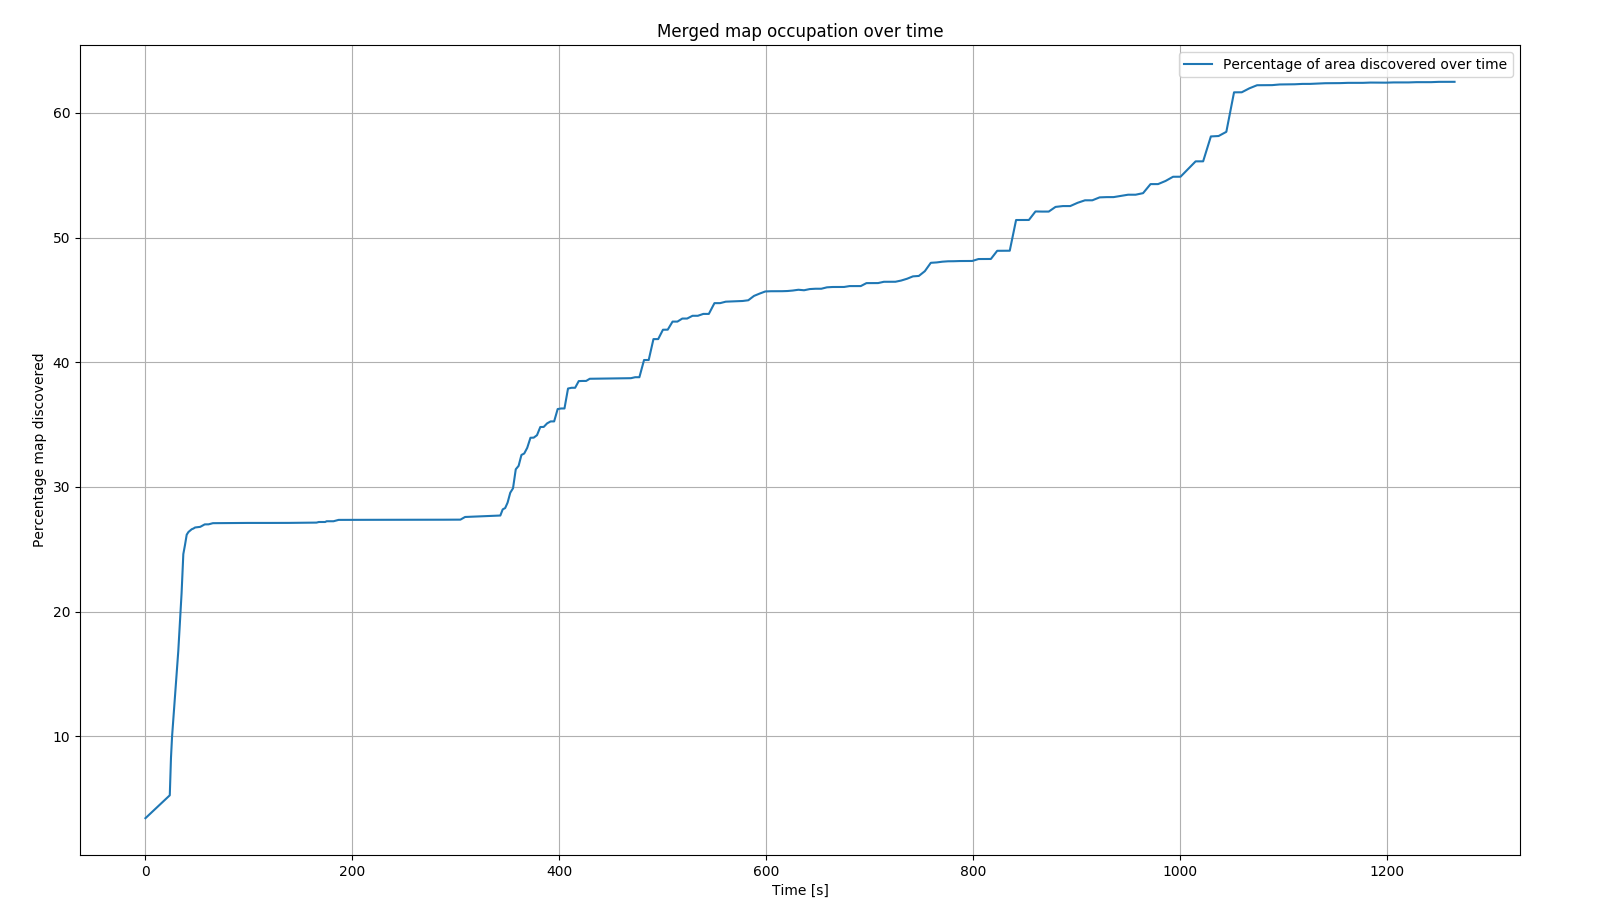 Merged map occupation over time
Percentage of area discovered over time
Percentage map discovered
60
50
40
30
20
10
0 200 400 600 800 1000 1200
Time [s]